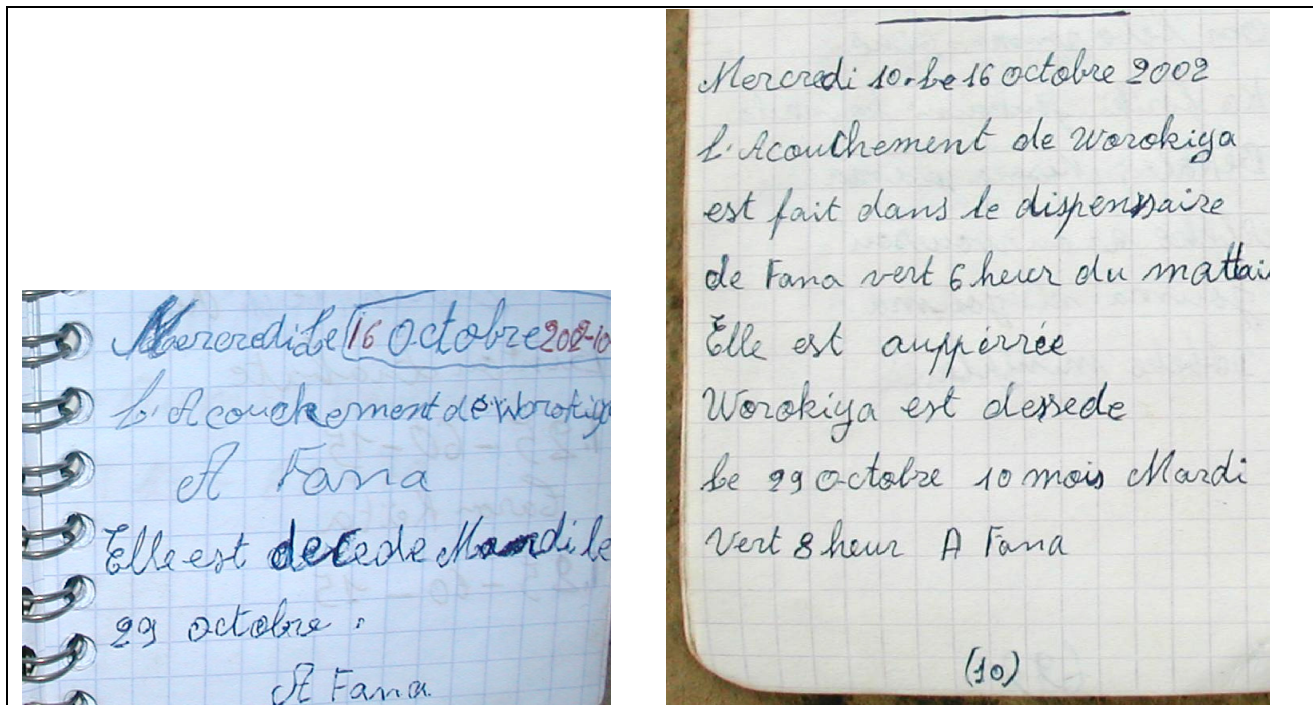 Mercredi Le 16 Octobre 202-10
L'Acouchement de Worokiya
A Fana
Elle est decede Mardi le
29 octobre.
A Fana
Mercredi 10. Le 16 octobre 2002
L'Acouchement de Worokiya
est fait dans le dispenssaire
de Fana vert 6 heur du mattai
Elle est auppérrée
Worokiya est dessede
Le 29 octobre 10 mois Mardi
Vert 8 heur A Fana
(10)